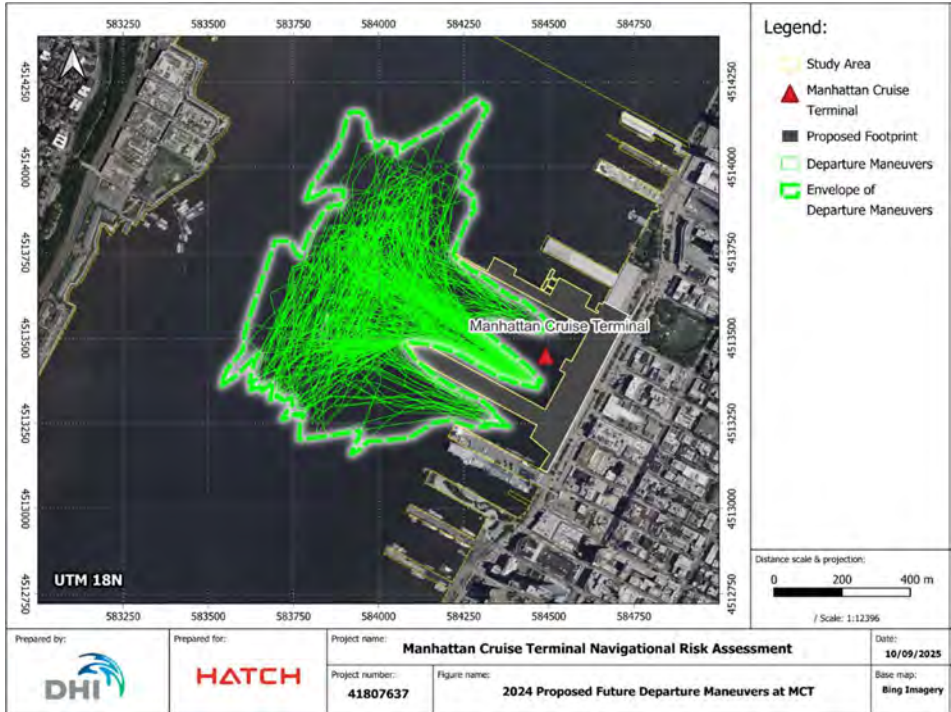 583250 583500 583750 584000 584250 584500 584750
4514250
4514000
4513750
4513500
4513250
4513000
4512750
4514250
4514000
4513750
4513500
4513250
4513000
4512750
Manhattan Cruise Terminal
UTM 18N
583250 583500 583750 584000 584250 584500 584750
Legend:
Study Area
Manhattan Cruise
Terminal
Proposed Footprint
Departure Maneuvers
Envelope of
Departure Maneuvers
Distance scale & projection:
0 200 400 m
/ Scale: 1:12396
Prepared by:
DHI
Prepared for:
HATCH
Project name:
Manhattan Cruise Terminal Navigational Risk Assessment
Date:
10/09/2025
Project number:
41807637
Figure name:
2024 Proposed Future Departure Maneuvers at MCT
Base map:
Bing Imagery